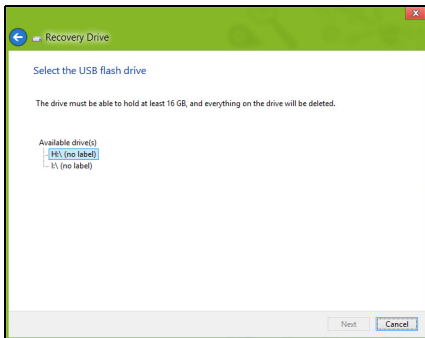 Recovery Drive
Select the USB flash drive
The drive must be able to hold at least 16 GB, and everything on the drive will be deleted.
Available drive(s)
H:\ (no label)
I:\ (no label)
Next
Cancel